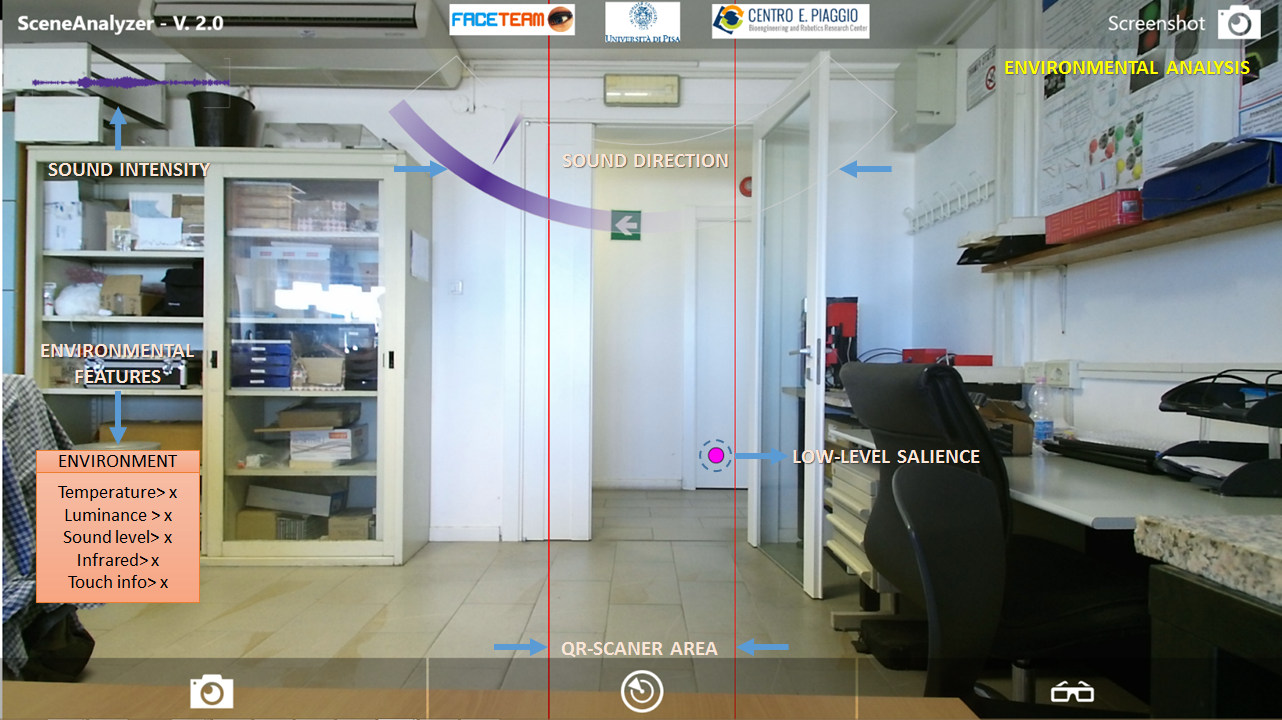 SceneAnalyzer - V. 2.0
FACETEAM
UNIVERSITÀ DI PISA
CENTRO E. PIAGGIO
Bioengineering and Robotics Research Center
Screenshot
ENVIRONMENTAL ANALYSIS
SOUND INTENSITY
SOUND DIRECTION
ENVIRONMENTAL
FEATURES
ENVIRONMENT
Temperature> x
Luminance > x
Sound level> x
Infrared> x
Touch info> x
LOW-LEVEL SALIENCE
QR-SCANER AREA